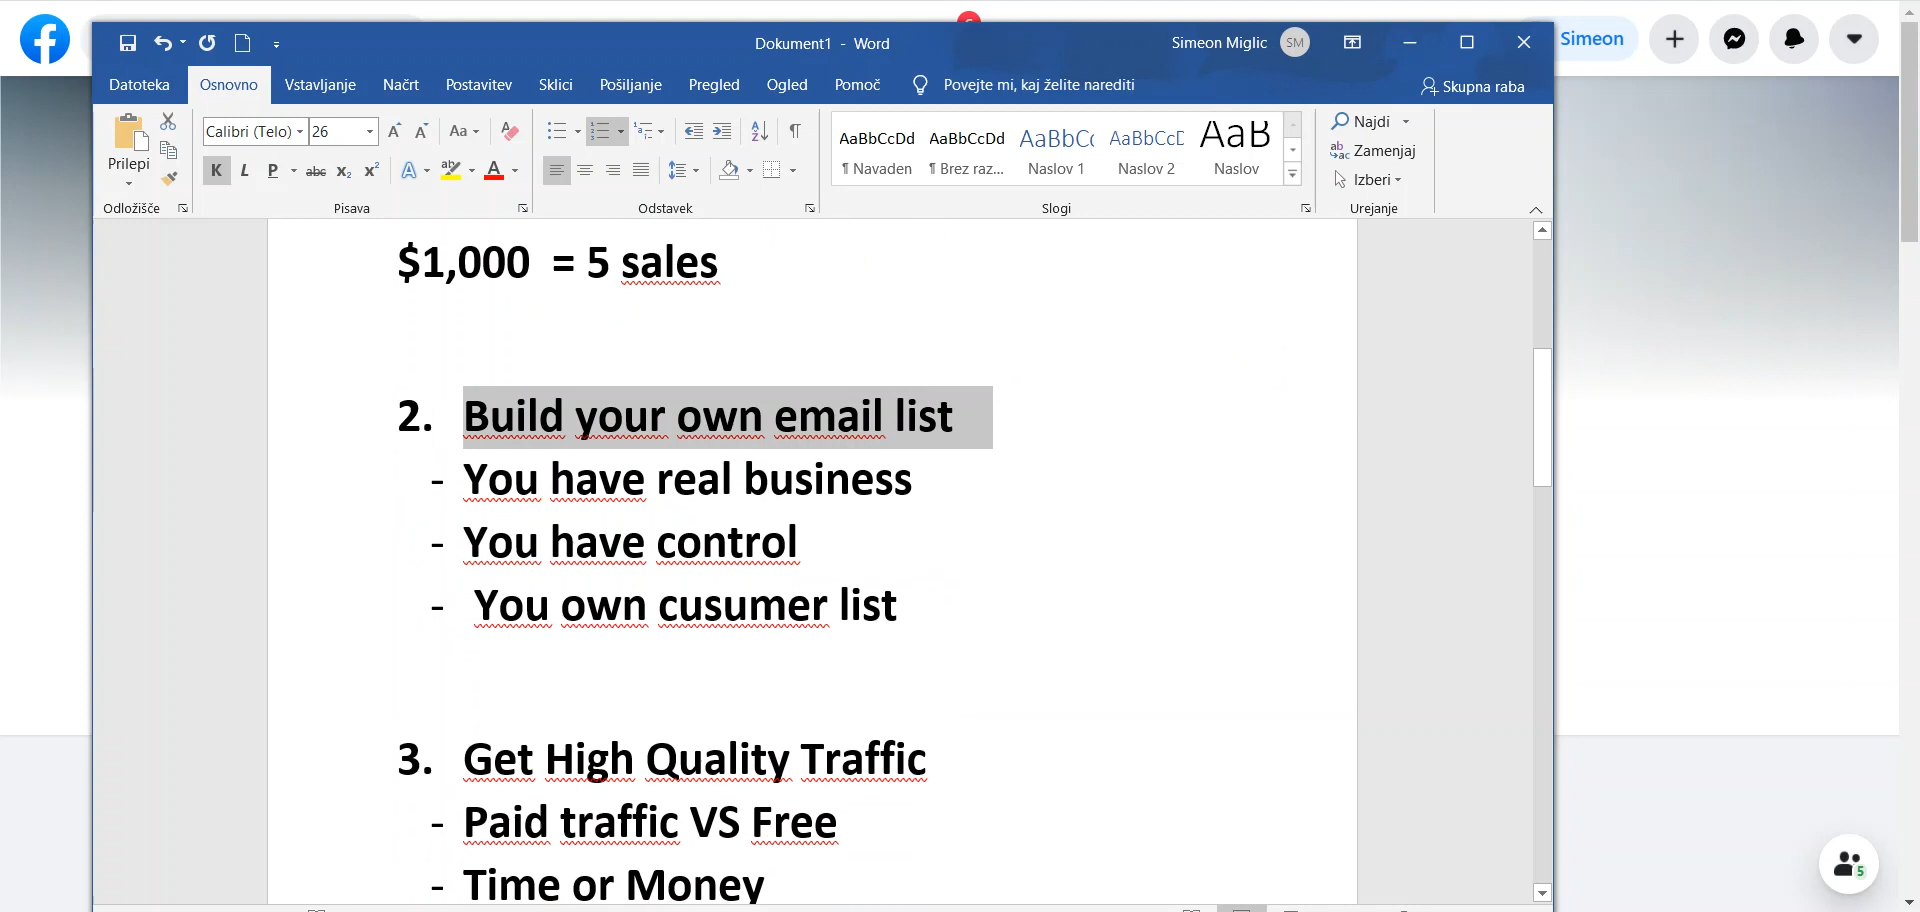 Dokument1 - Word
Simeon Miglic
SM
Simeon
Datoteka
Osnovno
Vstavljanje
Načrt
Postavitev
Sklici
Pošiljanje
Pregled
Ogled
Pomoč
Povejte mi, kaj želite narediti
Skupna raba
Prilepi
Calibri (Telo)
26
Aa
K L P abc x₂ x²
AaBbCcDd
AaBbCcDd
AaBbC
AaBbCcD
AaB
¶ Navaden
¶ Brez raz...
Naslov 1
Naslov 2
Naslov
Najdi
Zamenjaj
Izberi
Odložišče
Pisava
Odstavek
Slogi
Urejanje
$1,000 = 5 sales
2. Build your own email list
- You have real business
- You have control
- You own cusumer list
3. Get High Quality Traffic
- Paid traffic VS Free
- Time or Money
5